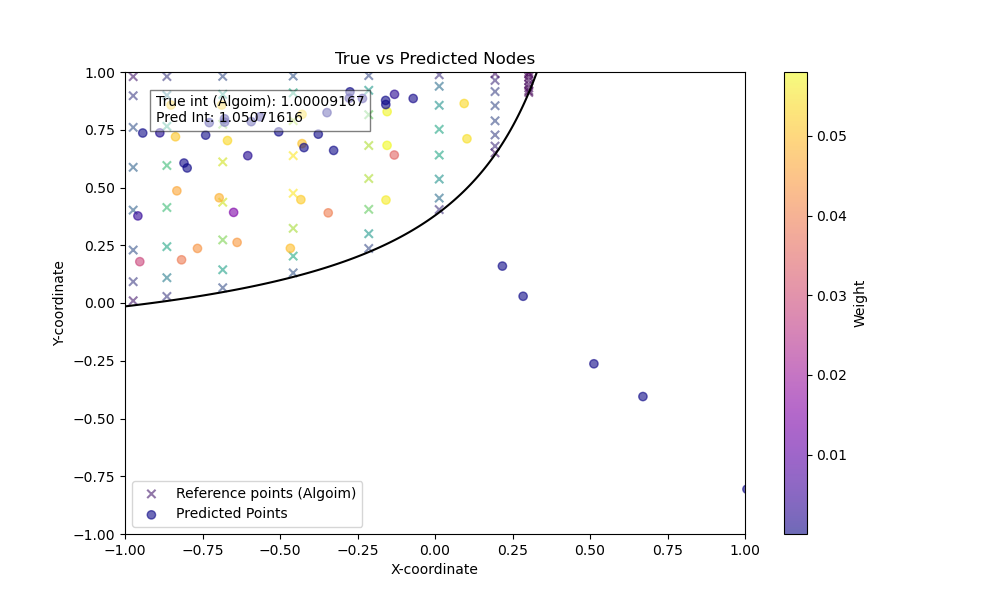 True vs Predicted Nodes
True int (Algoim): 1.00009167
Pred Int: 1.05071616
1.00
0.75
0.50
0.25
0.00
−0.25
−0.50
−0.75
−1.00
Y-coordinate
Reference points (Algoim)
Predicted Points
−1.00 −0.75 −0.50 −0.25 0.00 0.25 0.50 0.75 1.00
X-coordinate
0.05
0.04
0.03
0.02
0.01
Weight